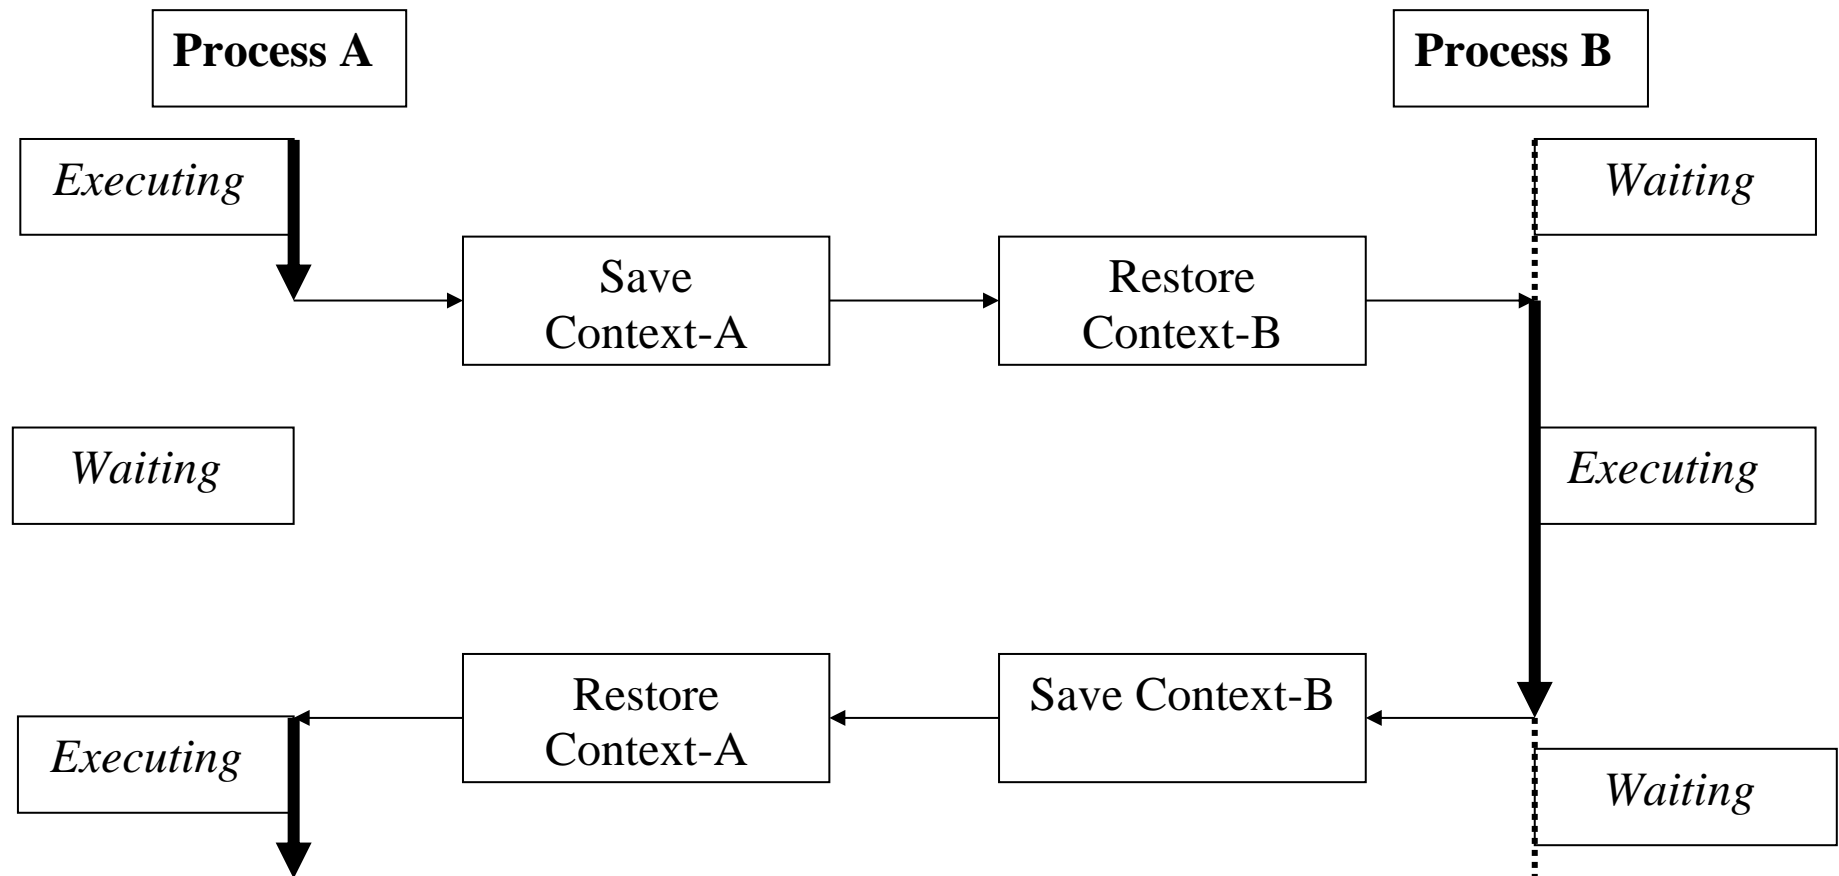 Process A
Process B
Executing
Waiting
Save
Context-A
Restore
Context-B
Waiting
Executing
Restore
Context-A
Save Context-B
Executing
Waiting